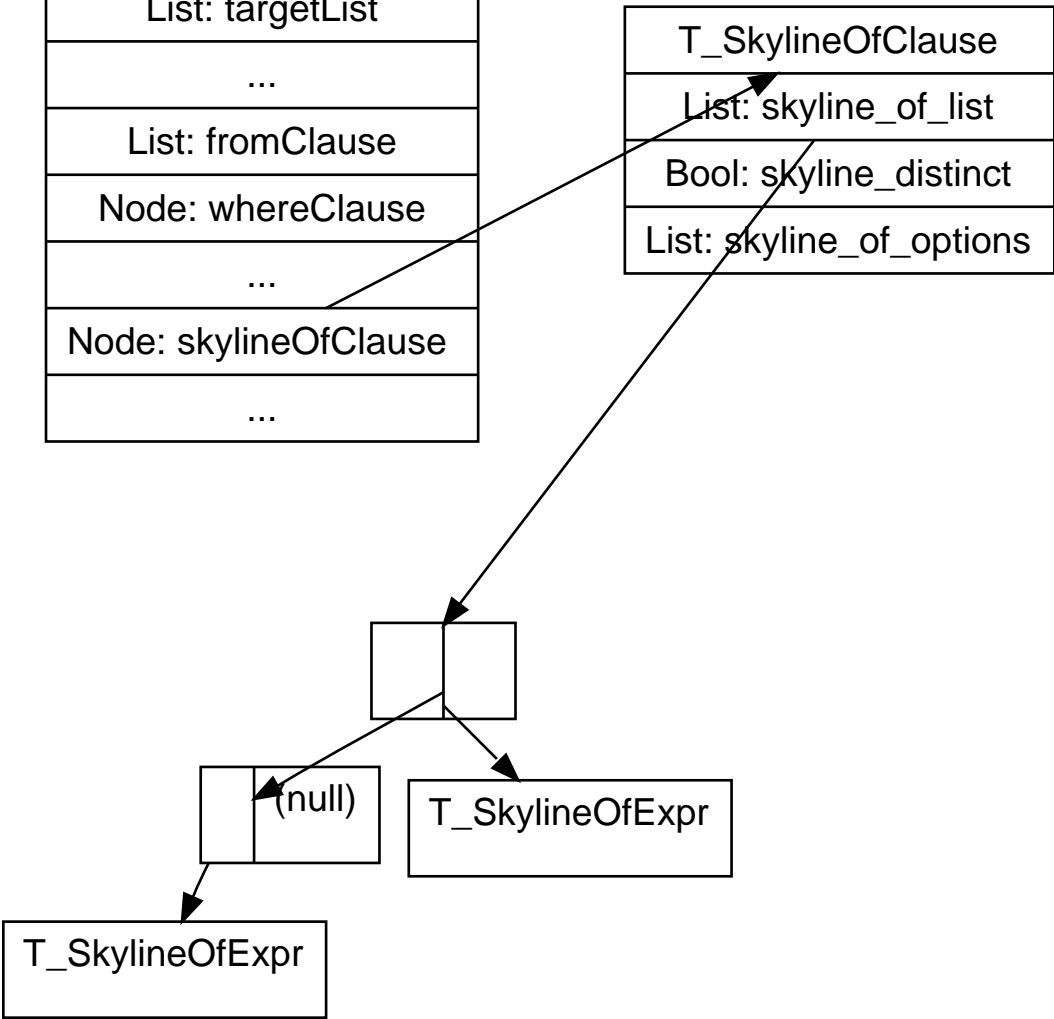 List: targetList
...
List: fromClause
Node: whereClause
...
Node: skylineOfClause
...
T_SkylineOfClause
List: skyline_of_list
Bool: skyline_distinct
List: skyline_of_options
(null)
T_SkylineOfExpr
T_SkylineOfExpr